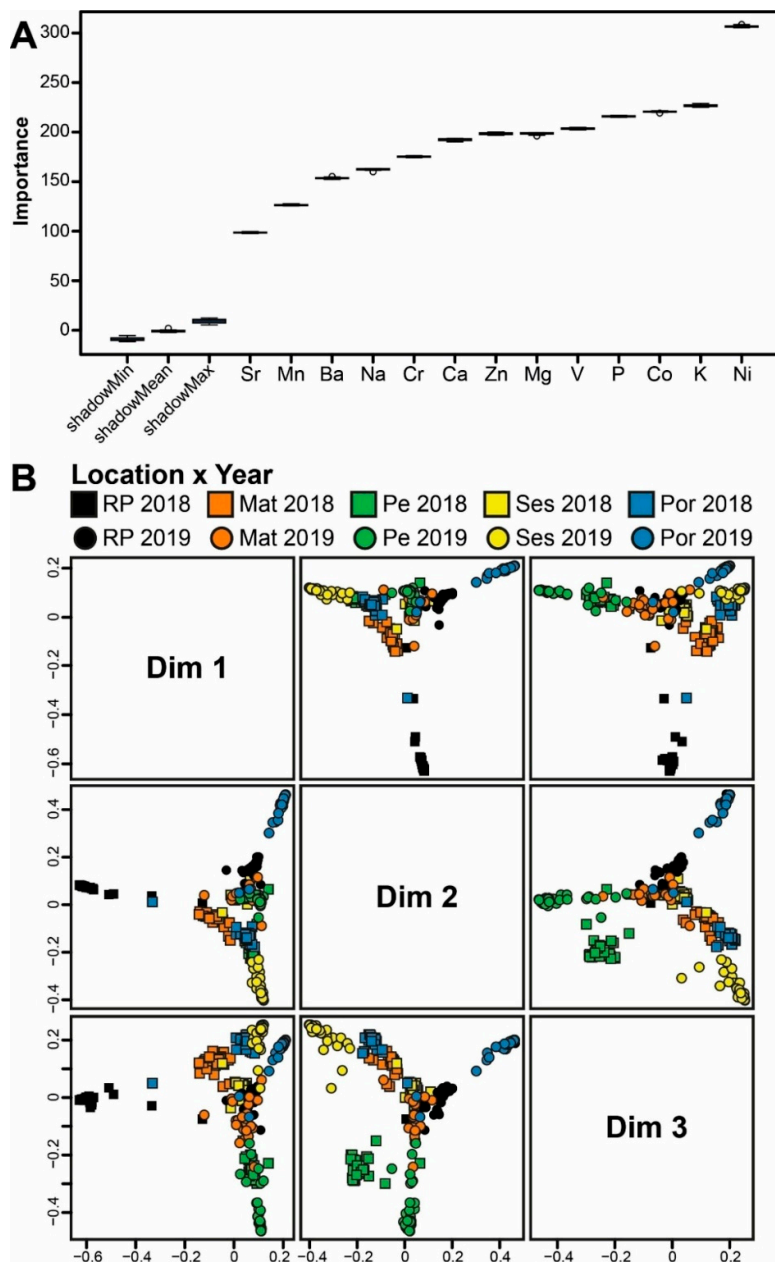 A
300
250
200
150
100
50
0
Importance
shadowMin shadowMean shadowMax Sr Mn Ba Na Cr Ca Zn Mg V P Co K Ni
B
Location x Year
RP 2018 Mat 2018 Pe 2018 Ses 2018 Por 2018
RP 2019 Mat 2019 Pe 2019 Ses 2019 Por 2019
0.2
0
−0.2
−0.4
−0.6
Dim 1
0.4
0.2
0
−0.2
−0.4
Dim 2
0.2
0
−0.2
−0.4
Dim 3
−0.6 −0.4 −0.2 0 0.2 −0.4 −0.2 0 0.2 0.4 −0.4 −0.2 0 0.2